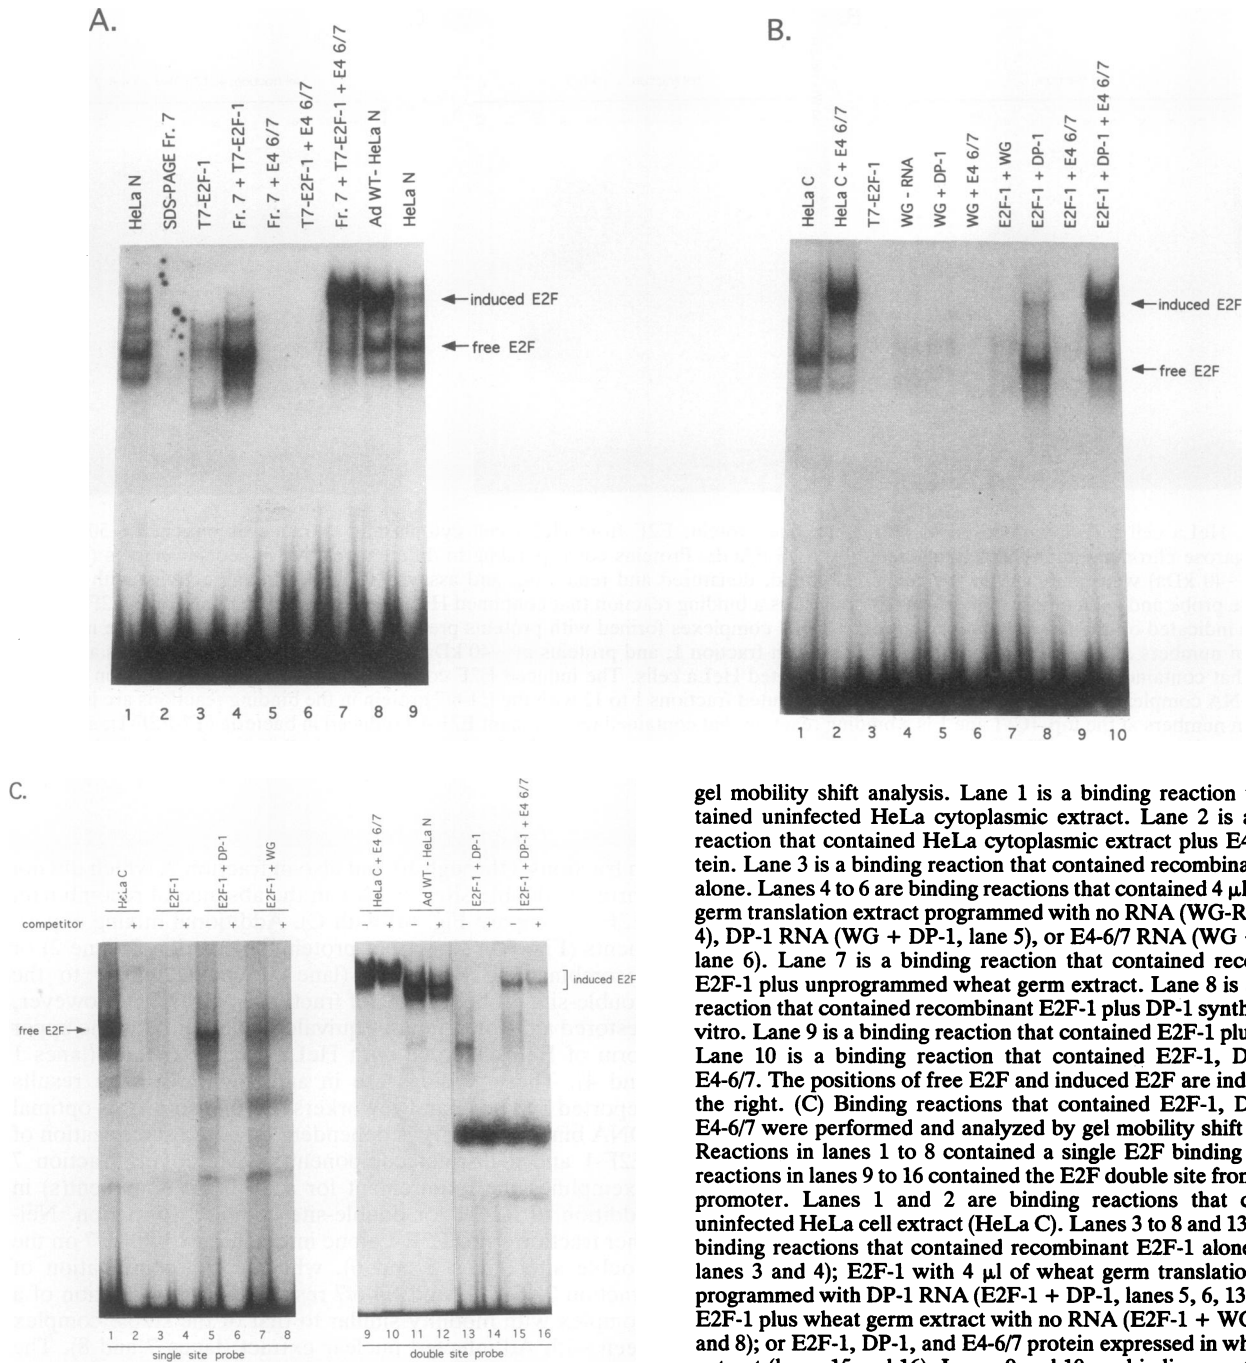 A.
HeLa N
SDS-PAGE Fr. 7
T7-E2F-1
Fr. 7 + T7-E2F-1
Fr. 7 + E4 6/7
T7-E2F-1 + E4 6/7
Fr. 7 + T7-E2F-1 + E4 6/7
Ad WT- HeLa N
HeLa N
induced E2F
free E2F
1 2 3 4 5 6 7 8 9
B.
HeLa C
HeLa C + E4 6/7
T7-E2F-1
WG - RNA
WG + DP-1
WG + E4 6/7
E2F-1 + WG
E2F-1 + DP-1
E2F-1 + E4 6/7
E2F-1 + DP-1 + E4 6/7
induced E2F
free E2F
1 2 3 4 5 6 7 8 9 10
C.
HeLa C
E2F-1
E2F-1 + DP-1
E2F-1 + WG
competitor - + - + - + - +
free E2F
1 2 3 4 5 6 7 8
single site probe
HeLa C + E4 6/7
Ad WT - HeLa N
E2F-1 + DP-1
E2F-1 + DP-1 + E4 6/7
- + - + - + - +
induced E2F
9 10 11 12 13 14 15 16
double site probe
gel mobility shift analysis. Lane 1 is a binding reaction
tained uninfected HeLa cytoplasmic extract. Lane 2 is a
reaction that contained HeLa cytoplasmic extract plus E4
tein. Lane 3 is a binding reaction that contained recombina
alone. Lanes 4 to 6 are binding reactions that contained 4 μl
germ translation extract programmed with no RNA (WG-R
4), DP-1 RNA (WG + DP-1, lane 5), or E4-6/7 RNA (WG
lane 6). Lane 7 is a binding reaction that contained reco
E2F-1 plus unprogrammed wheat germ extract. Lane 8 is
reaction that contained recombinant E2F-1 plus DP-1 synth
vitro. Lane 9 is a binding reaction that contained E2F-1 plu
Lane 10 is a binding reaction that contained E2F-1, D
E4-6/7. The positions of free E2F and induced E2F are ind
the right. (C) Binding reactions that contained E2F-1, D
E4-6/7 were performed and analyzed by gel mobility shift
Reactions in lanes 1 to 8 contained a single E2F binding
reactions in lanes 9 to 16 contained the E2F double site from
promoter. Lanes 1 and 2 are binding reactions that c
uninfected HeLa cell extract (HeLa C). Lanes 3 to 8 and 13
binding reactions that contained recombinant E2F-1 alone
lanes 3 and 4); E2F-1 with 4 μl of wheat germ translatio
programmed with DP-1 RNA (E2F-1 + DP-1, lanes 5, 6, 13
E2F-1 plus wheat germ extract with no RNA (E2F-1 + WG
and 8); or E2F-1, DP-1, and E4-6/7 protein expressed in wh